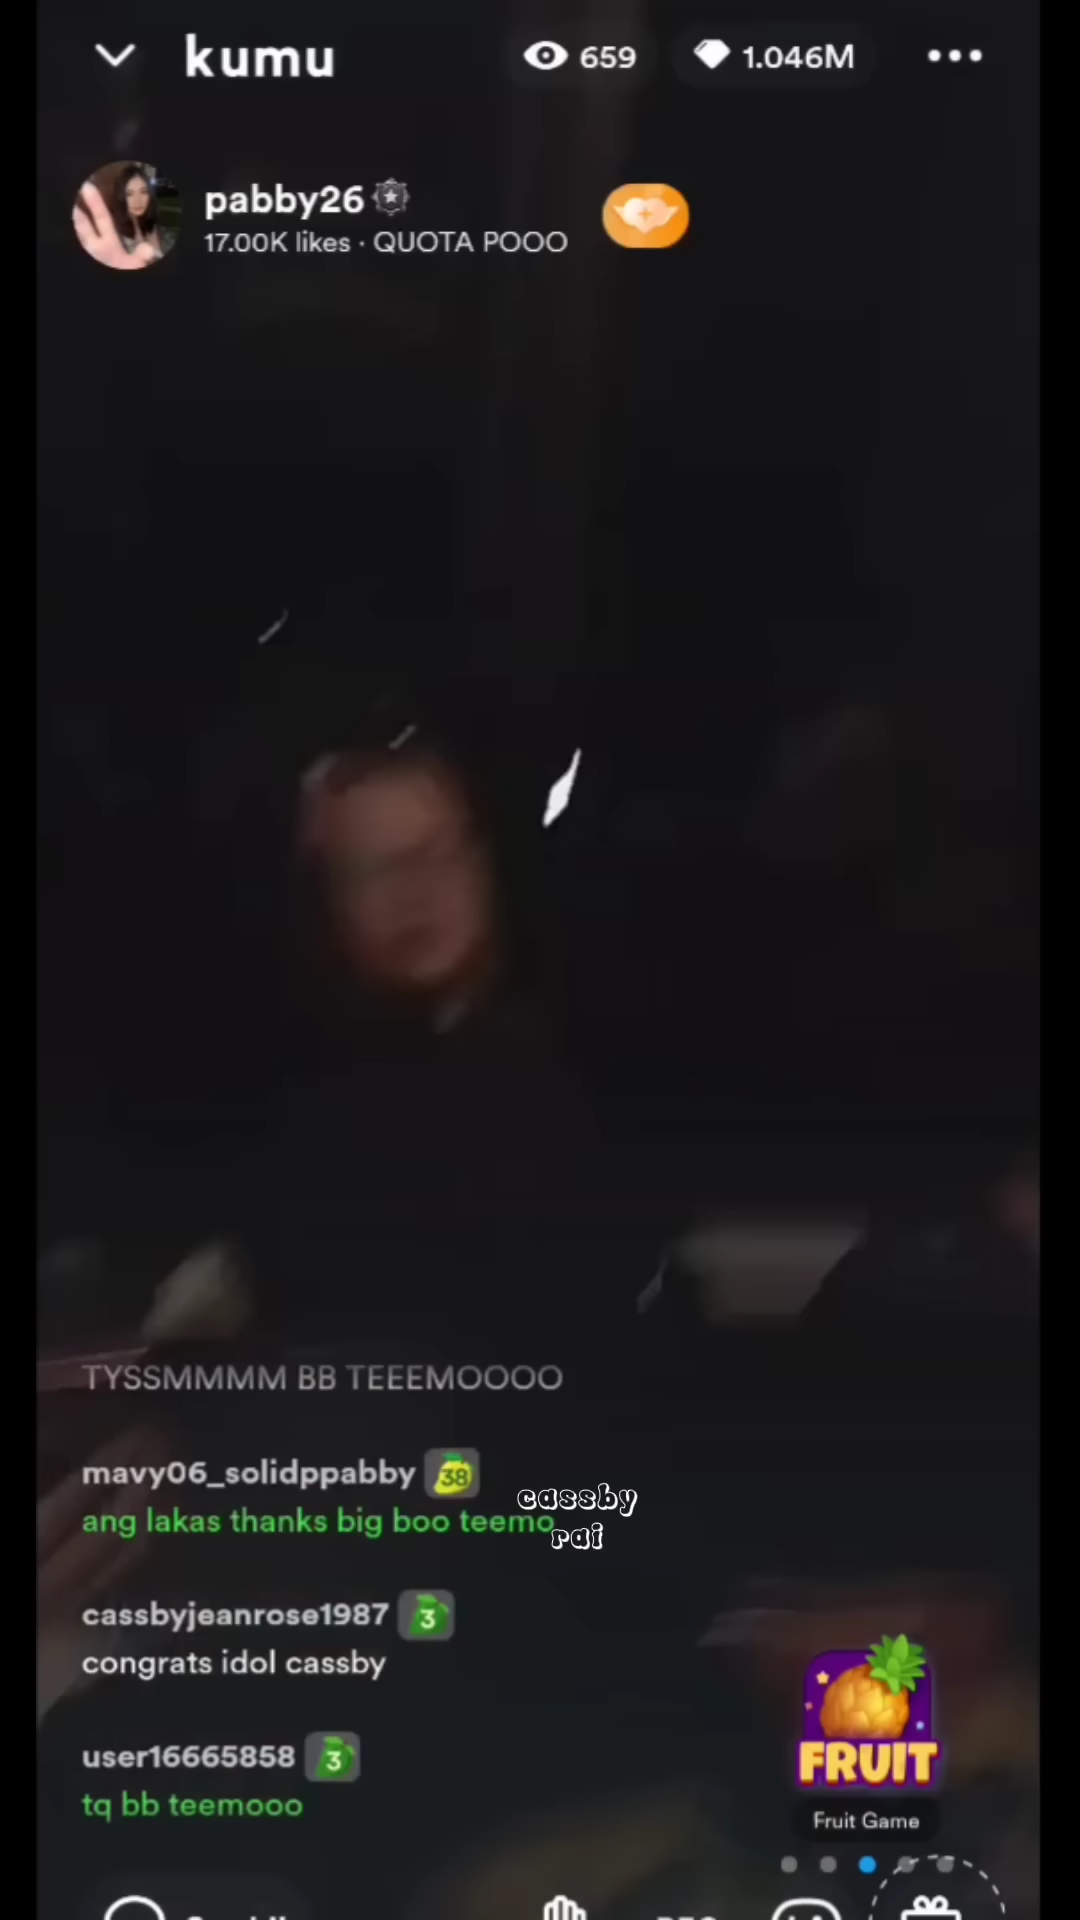 kumu
659
1.046M
pabby26
17.00K likes · QUOTA POOO
TYSSMMMM BB TEEEMOOOO
mavy06_solidppabby 38
ang lakas thanks big boo teemo
cassby
rai
cassbyjeanrose1987 3
congrats idol cassby
user16665858 3
tq bb teemooo
FRUIT
Fruit Game